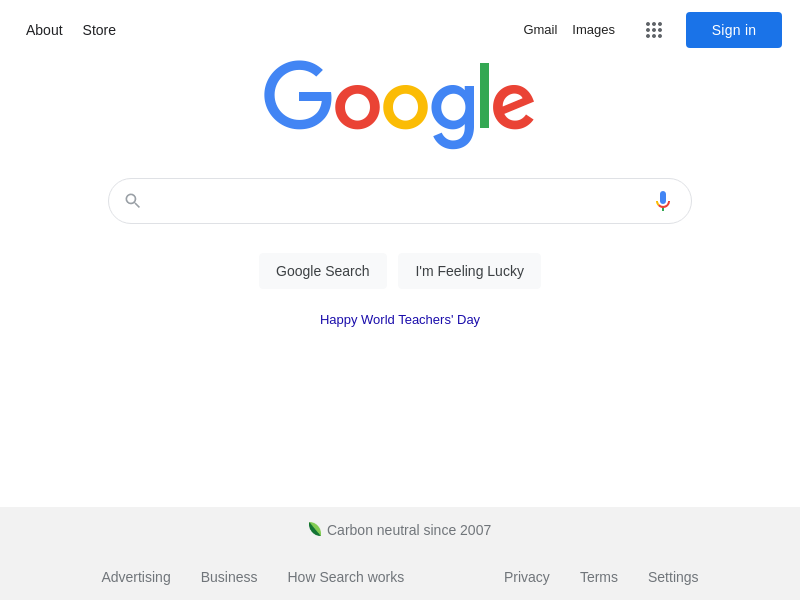 About Store Gmail Images Sign in
Google
Google Search I'm Feeling Lucky
Happy World Teachers' Day
Carbon neutral since 2007
Advertising Business How Search works Privacy Terms Settings